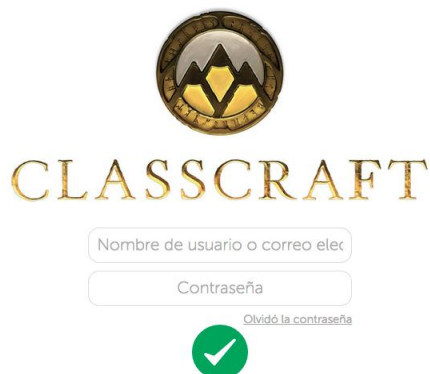 CLASSCRAFT
Nombre de usuario o correo elec
Contraseña
Olvidó la contraseña